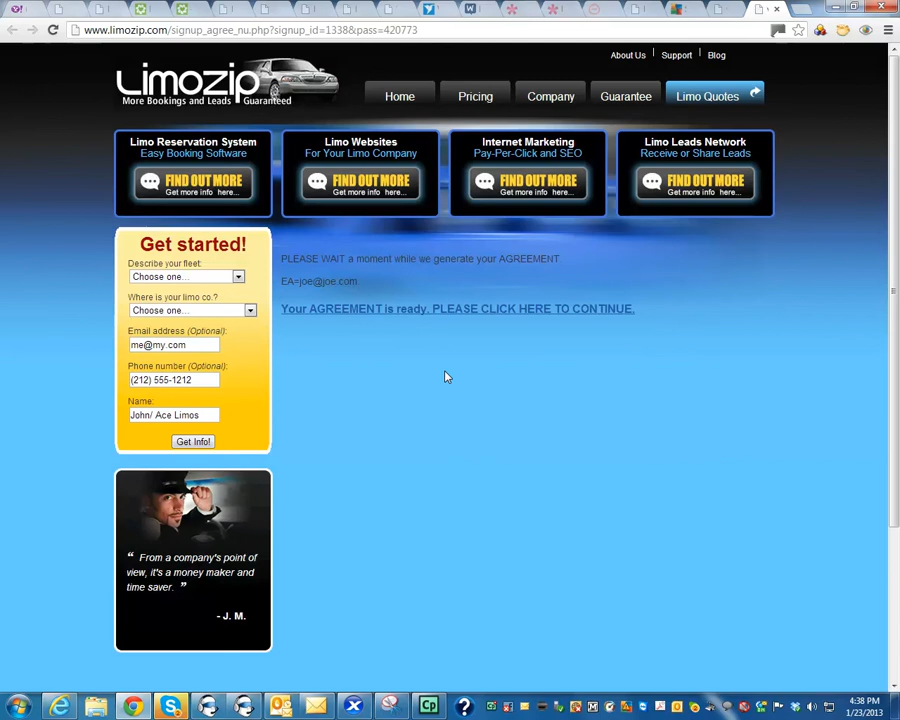 www.limozip.com/signup_agree_nu.php?signup_id=1338&pass=420773
About Us
Support
Blog
Limozip
More Bookings and Leads Guaranteed
Home
Pricing
Company
Guarantee
Limo Quotes
Limo Reservation System
Easy Booking Software
FIND OUT MORE
Get more info here...
Limo Websites
For Your Limo Company
FIND OUT MORE
Get more info here...
Internet Marketing
Pay-Per-Click and SEO
FIND OUT MORE
Get more info here...
Limo Leads Network
Receive or Share Leads
FIND OUT MORE
Get more info here...
Get started!
Describe your fleet:
Choose one...
Where is your limo co.?
Choose one...
Email address (Optional):
me@my.com
Phone number (Optional):
(212) 555-1212
Name:
John/ Ace Limos
Get Info!
PLEASE WAIT a moment while we generate your AGREEMENT
EA=joe@joe.com.
Your AGREEMENT is ready. PLEASE CLICK HERE TO CONTINUE.
“ From a company's point of
view, it's a money maker and
time saver. ”
- J. M.
4:38 PM
1/23/2013